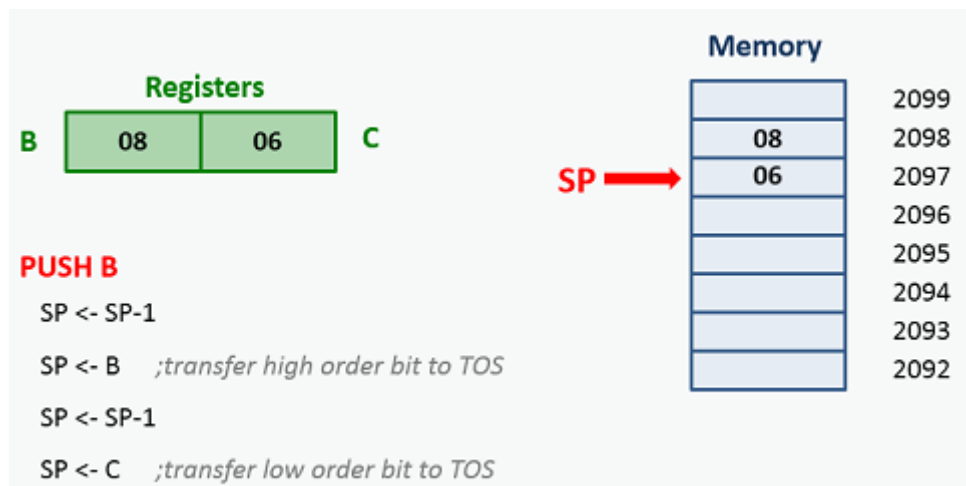 Memory
Registers
B 08 06 C
2099
08 2098
SP 06 2097
2096
2095
2094
2093
2092
PUSH B
SP <- SP-1
SP <- B ;transfer high order bit to TOS
SP <- SP-1
SP <- C ;transfer low order bit to TOS